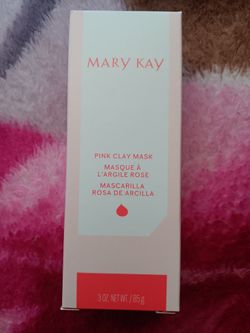 MARY KAY
PINK CLAY MASK
MASQUE À
L'ARGILE ROSE
MASCARILLA
ROSA DE ARCILLA
3 OZ. NET WT. / 85 g